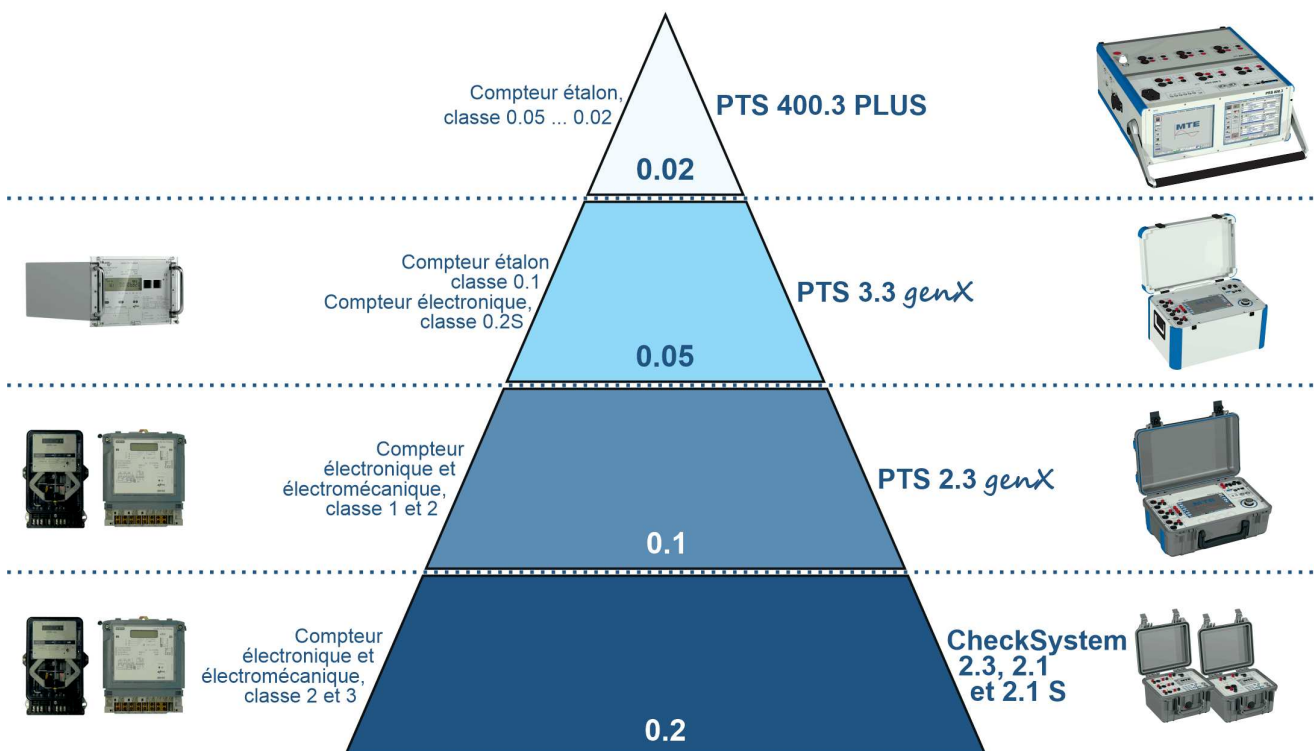 Compteur étalon,
classe 0.05 ... 0.02
PTS 400.3 PLUS
0.02
MTE
Compteur étalon
classe 0.1
Compteur électronique,
classe 0.2S
PTS 3.3 genX
0.05
Compteur
électronique et
électromécanique,
classe 1 et 2
PTS 2.3 genX
MTE
0.1
Compteur
électronique et
électromécanique,
classe 2 et 3
CheckSystem
2.3, 2.1
et 2.1 S
0.2